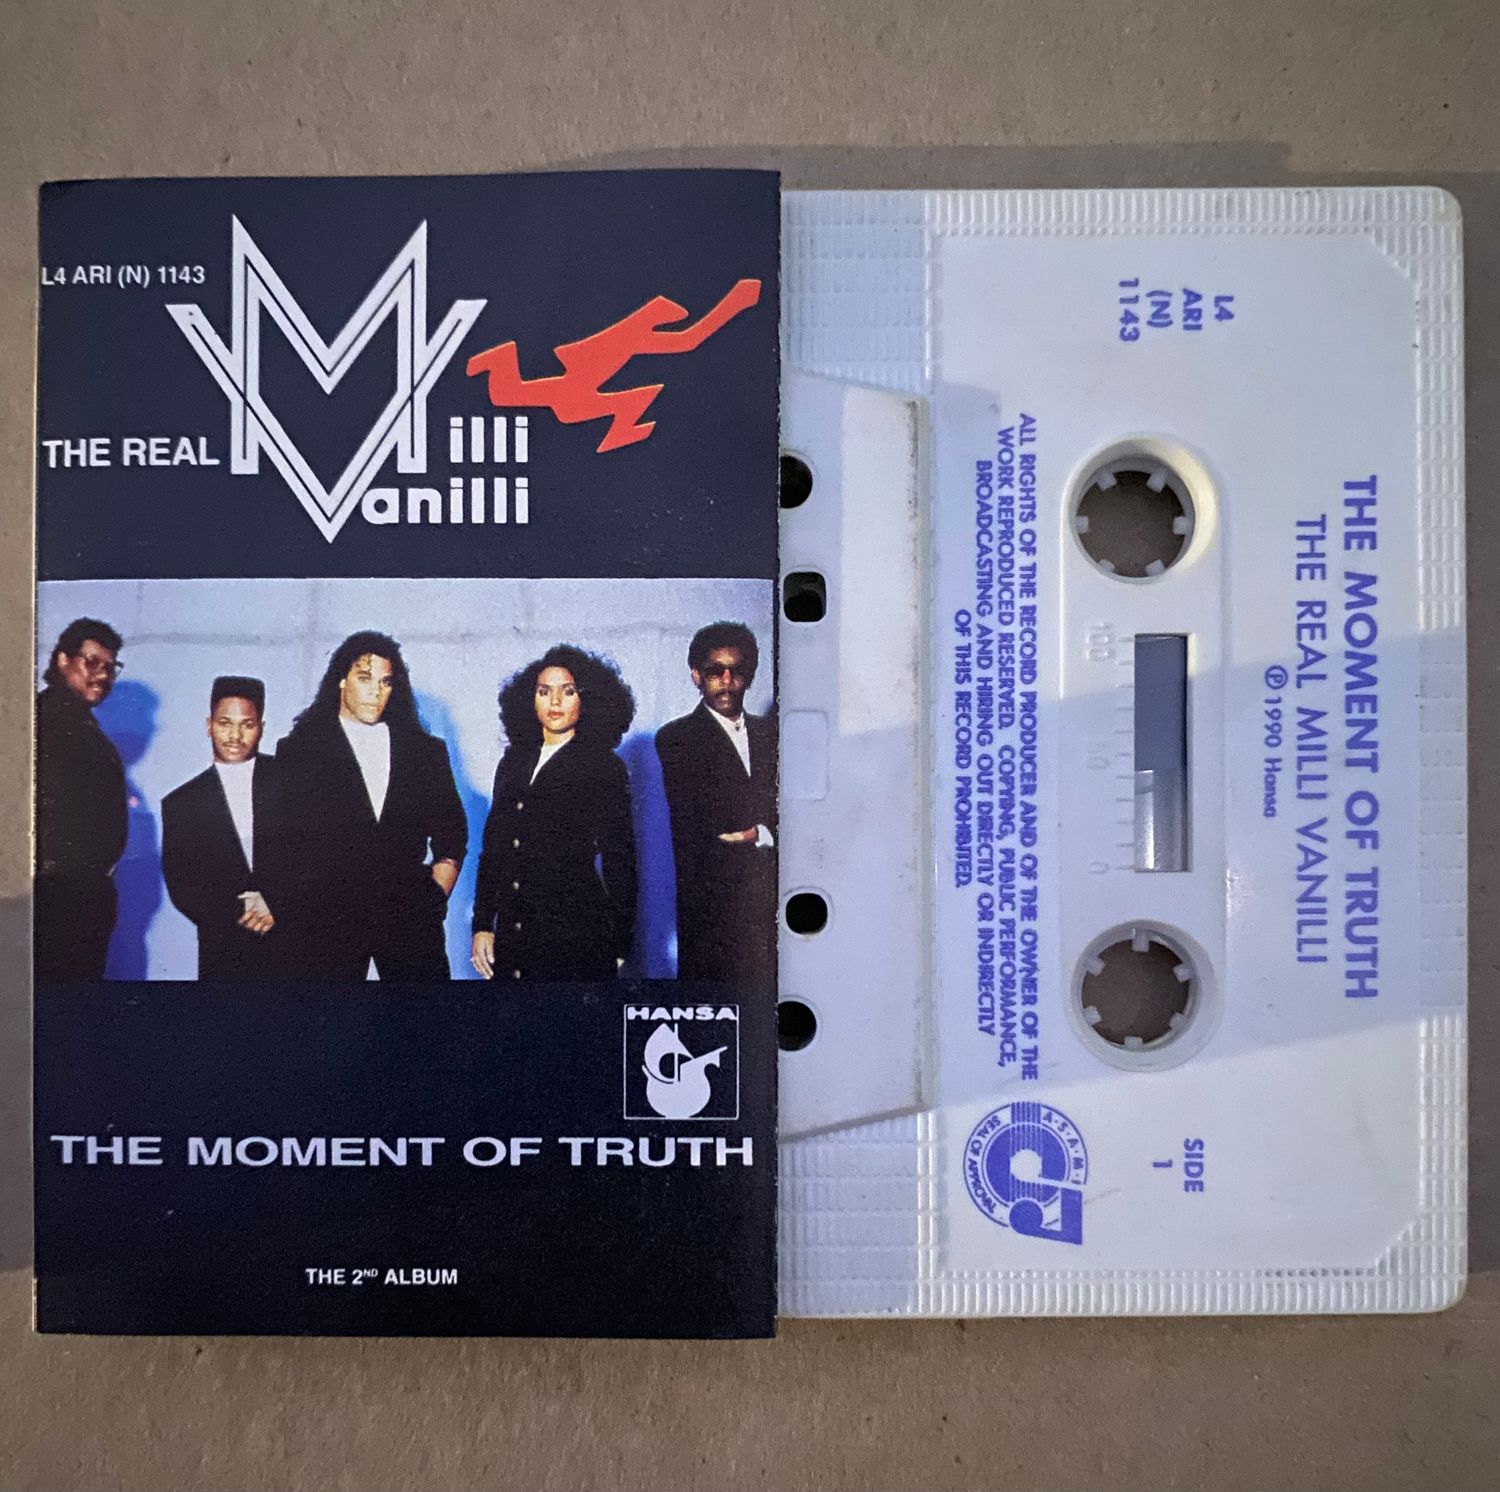 L4 ARI (N) 1143
THE REAL Milli
Vanilli
HANSA
THE MOMENT OF TRUTH
THE 2ND ALBUM
THE MOMENT OF TRUTH
THE REAL MILLI VANILLI
℗ 1990 Hansa
L4
ARI
(N)
1143
SIDE
1
100
50
0
ALL RIGHTS OF THE RECORD PRODUCER AND OF THE OWNER OF THE
WORK REPRODUCED RESERVED. COPYING, PUBLIC PERFORMANCE,
BROADCASTING AND HIRING OUT DIRECTLY OR INDIRECTLY
OF THIS RECORD PROHIBITED.
A·S·A·M·I
SEAL OF APPROVAL